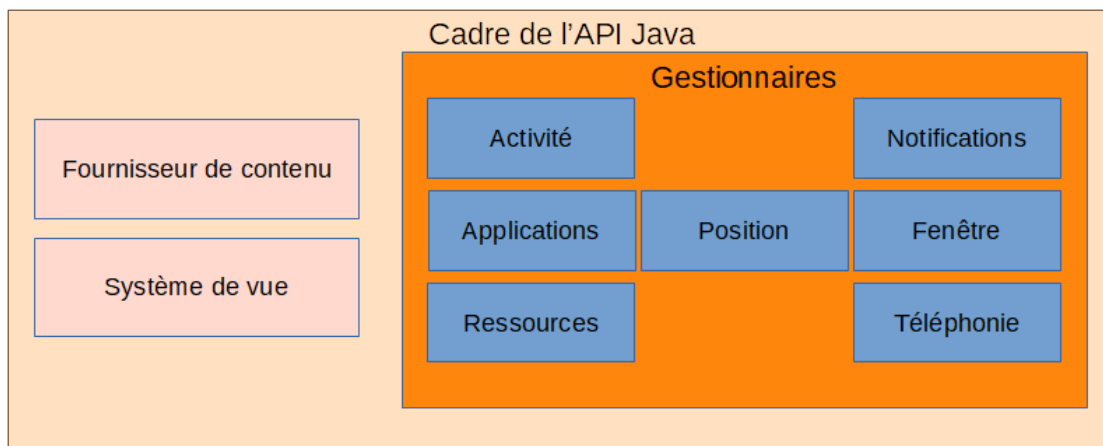 Cadre de l’API Java
Gestionnaires
Fournisseur de contenu
Système de vue
Activité
Notifications
Applications
Position
Fenêtre
Ressources
Téléphonie